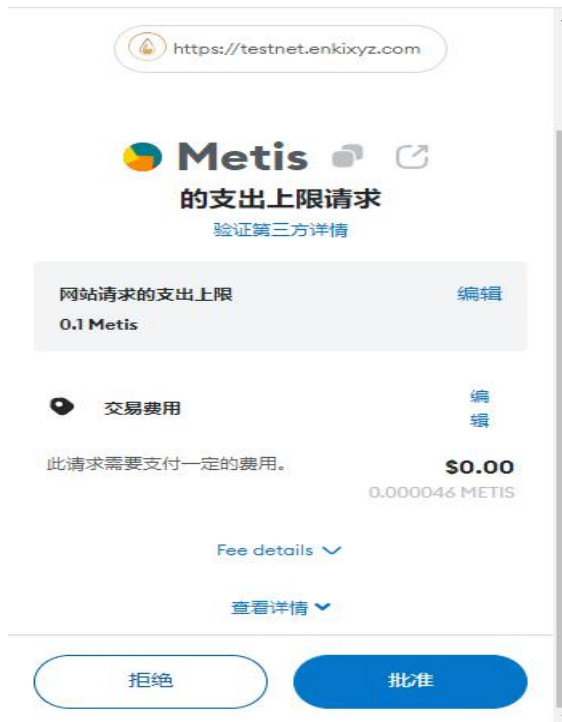 https://testnet.enkixyz.com
Metis
的支出上限请求
验证第三方详情
网站请求的支出上限
编辑
0.1 Metis
交易费用
编
辑
此请求需要支付一定的费用。
$0.00
0.000046 METIS
Fee details
查看详情
拒绝
批准